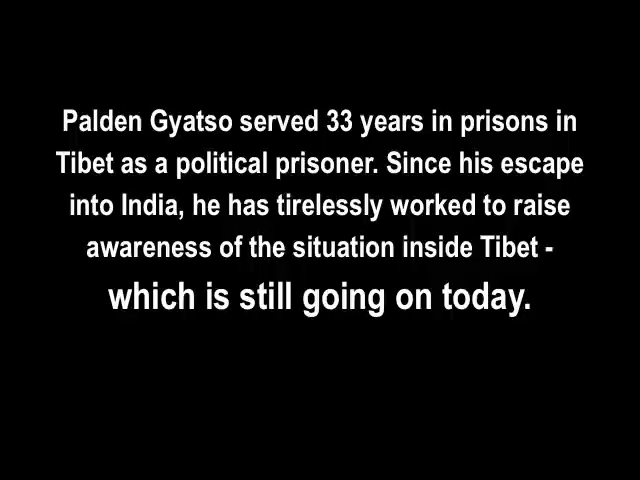 Palden Gyatso served 33 years in prisons in
Tibet as a political prisoner. Since his escape
into India, he has tirelessly worked to raise
awareness of the situation inside Tibet -
which is still going on today.